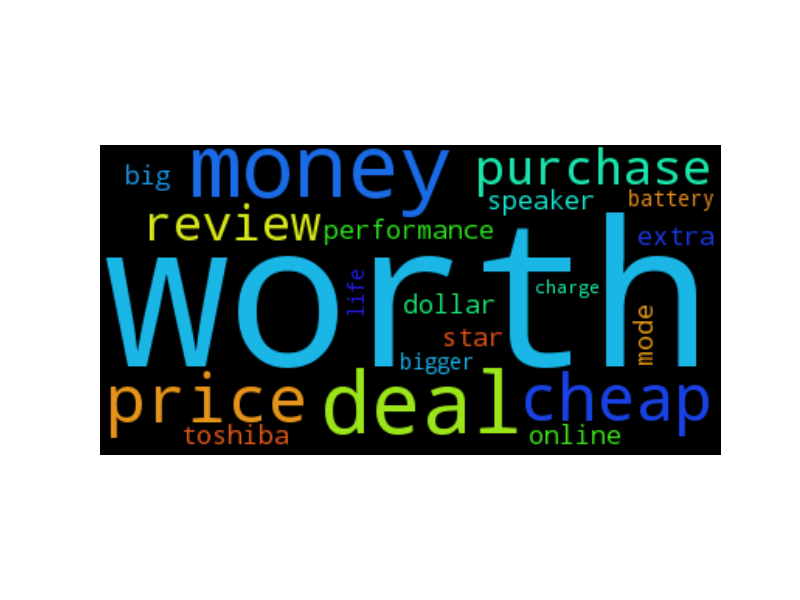 money
purchase
big
speaker
battery
review
performance
extra
worth
life
charge
dollar
star
mode
bigger
price
deal
cheap
toshiba
online